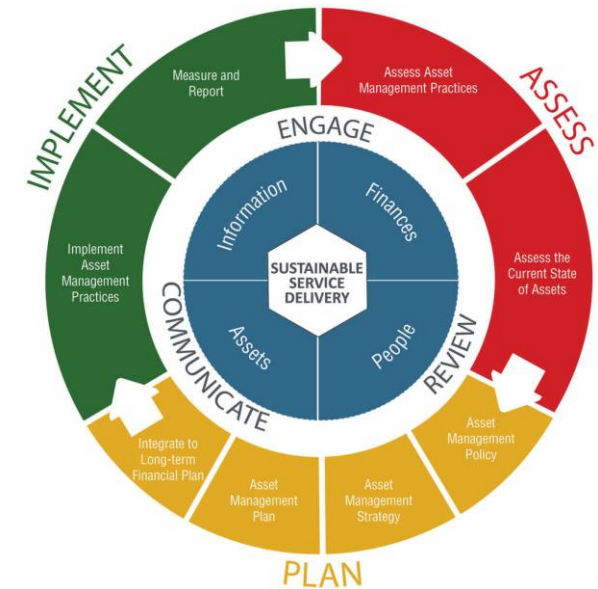 IMPLEMENT
Measure and
Report
Assess Asset
Management Practices
ASSESS
ENGAGE
Information
Finances
Implement
Asset
Management
Practices
SUSTAINABLE
SERVICE
DELIVERY
Assess the
Current State
of Assets
COMMUNICATE
Assets
People
REVIEW
Integrate to
Long-term
Financial Plan
Asset
Management
Plan
Asset
Management
Strategy
Asset
Management
Policy
PLAN